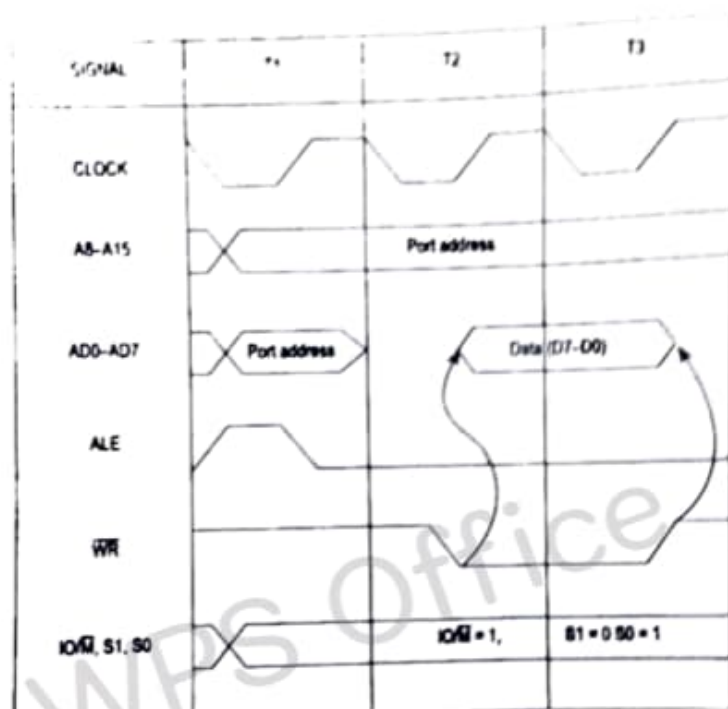 SIGNAL T1 T2 T3
CLOCK
A8-A15 Port address
AD0-AD7 Port address Data (D7-D0)
ALE
W̅R̅
IO/M̅, S1, S0 IO/M̅ = 1, S1 = 0 S0 = 1
WPS Office